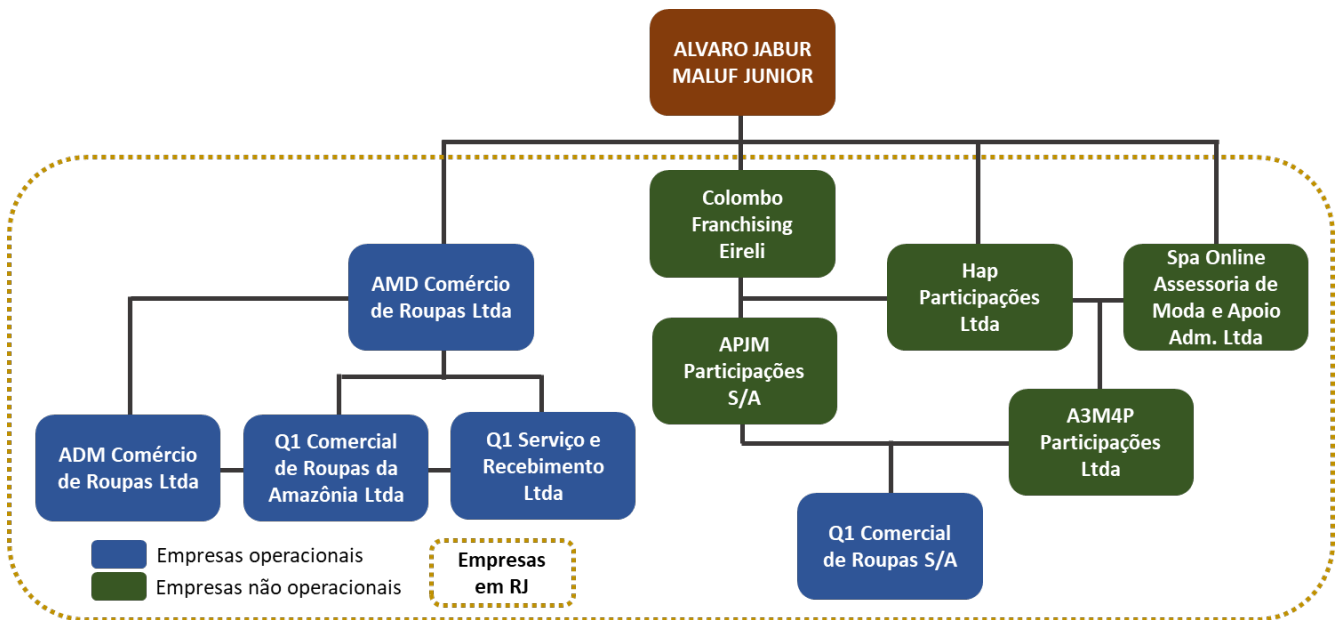 ALVARO JABUR
MALUF JUNIOR
Colombo
Franchising
Eireli
AMD Comércio
de Roupas Ltda
Hap
Participações
Ltda
Spa Online
Assessoria de
Moda e Apoio
Adm. Ltda
APJM
Participações
S/A
A3M4P
Participações
Ltda
ADM Comércio
de Roupas Ltda
Q1 Comercial
de Roupas da
Amazônia Ltda
Q1 Serviço e
Recebimento
Ltda
Q1 Comercial
de Roupas S/A
Empresas operacionais
Empresas não operacionais
Empresas
em RJ